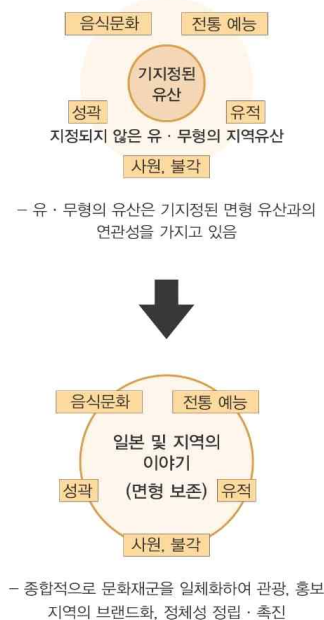 음식문화
전통 예능
기지정된
유산
성곽
유적
지정되지 않은 유 · 무형의 지역유산
사원, 불각
– 유 · 무형의 유산은 기지정된 면형 유산과의
연관성을 가지고 있음
음식문화
전통 예능
일본 및 지역의
이야기
성곽
(면형 보존)
유적
사원, 불각
– 종합적으로 문화재군을 일체화하여 관광, 홍보
지역의 브랜드화, 정체성 정립 · 촉진